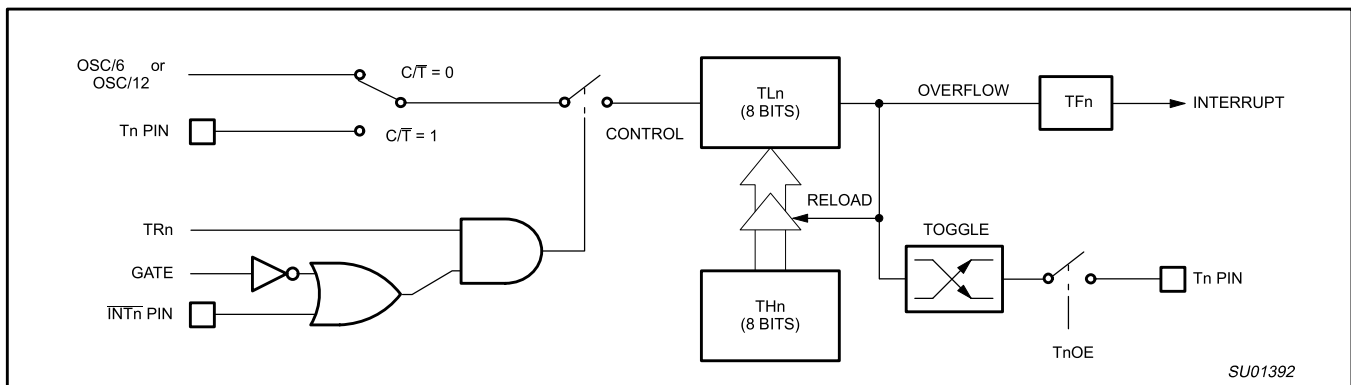 OSC/6 or
OSC/12
C/T̅ = 0
Tn PIN
C/T̅ = 1
CONTROL
TLn
(8 BITS)
OVERFLOW
TFn
INTERRUPT
RELOAD
TRn
GATE
I̅N̅T̅n̅ PIN
THn
(8 BITS)
TOGGLE
Tn PIN
TnOE
SU01392